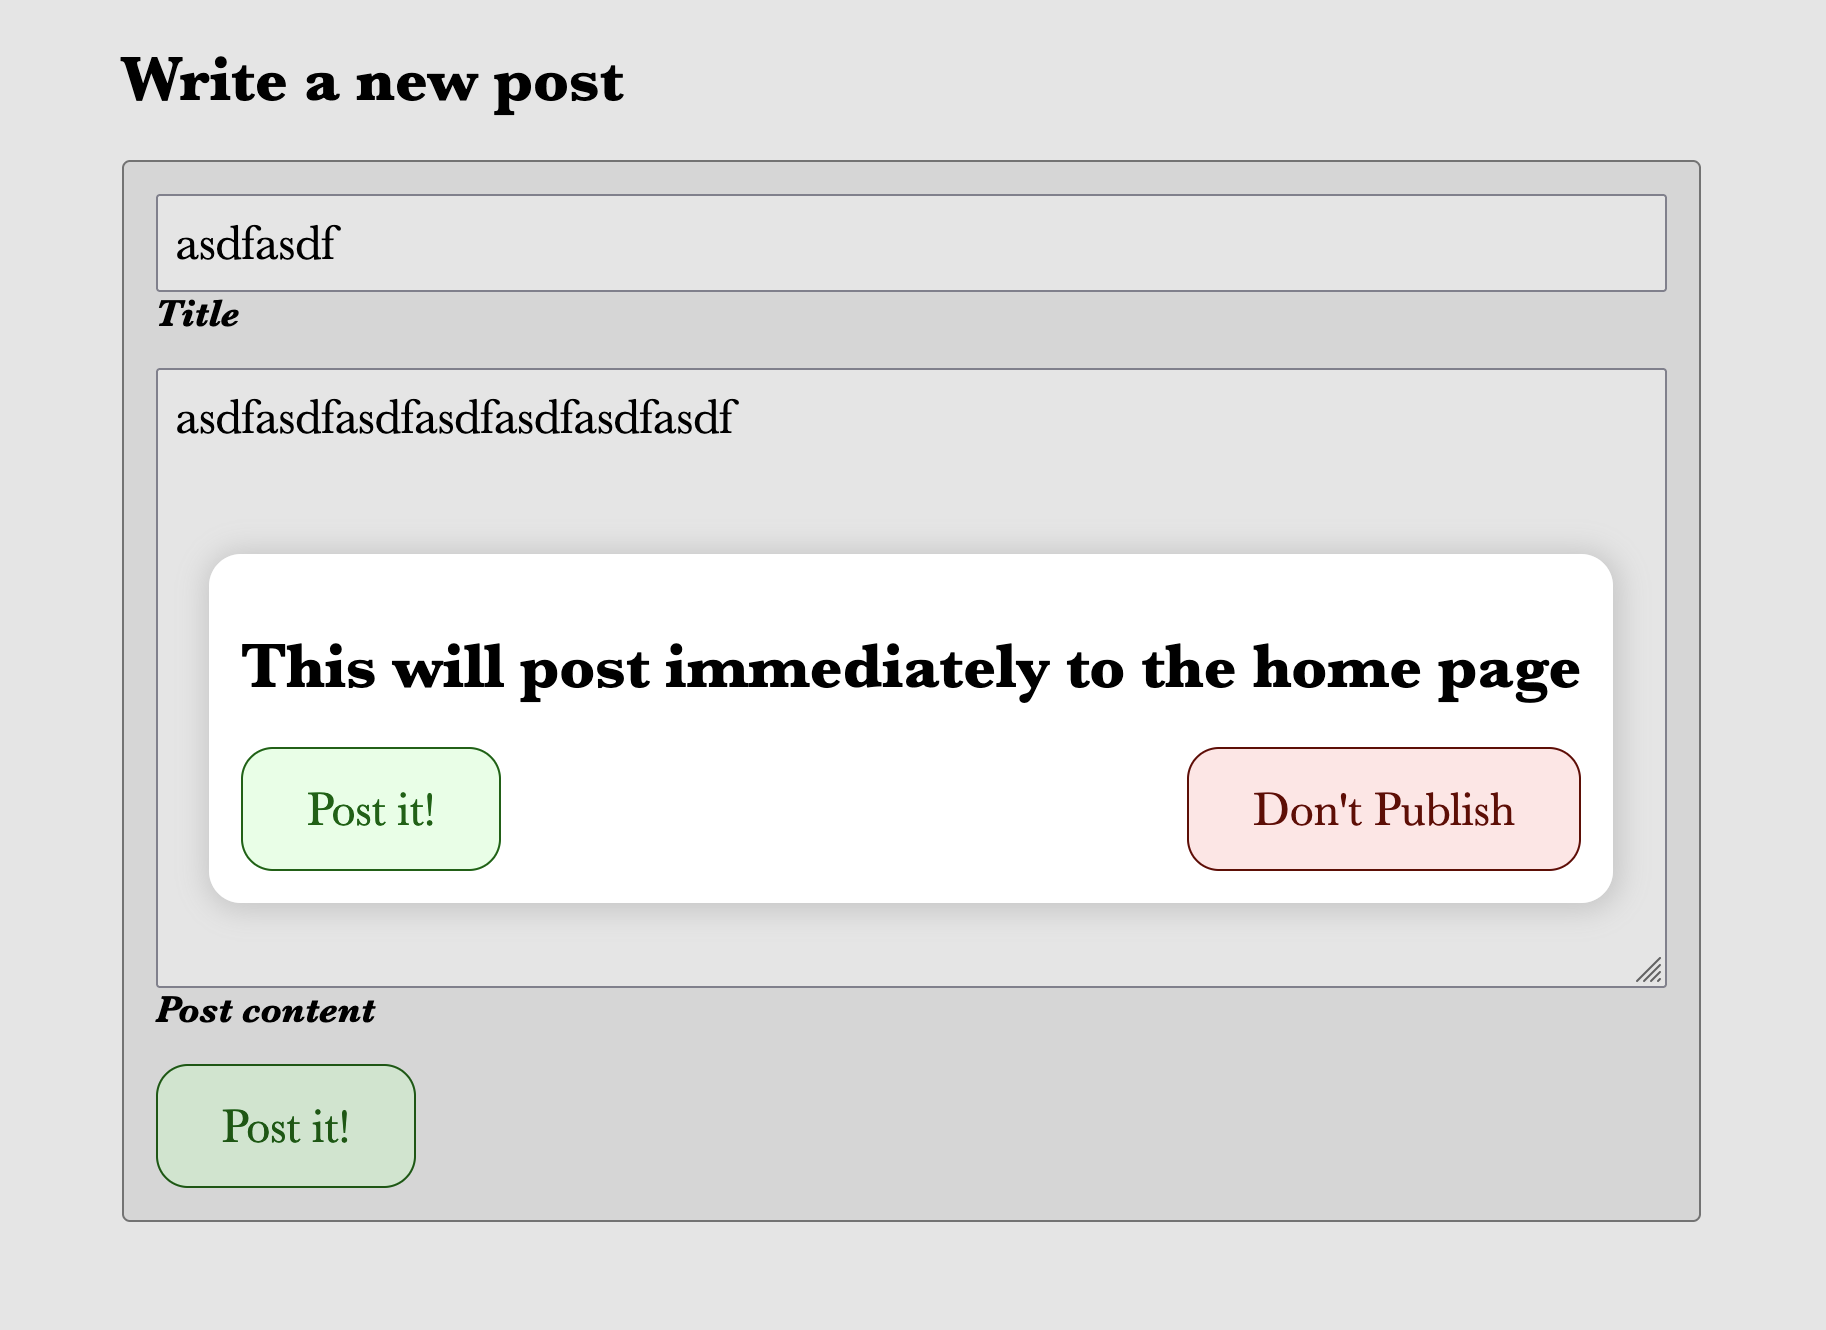 Write a new post
asdfasdf
Title
asdfasdfasdfasdfasdfasdfasdf
This will post immediately to the home page
Post it!
Don't Publish
Post content
Post it!